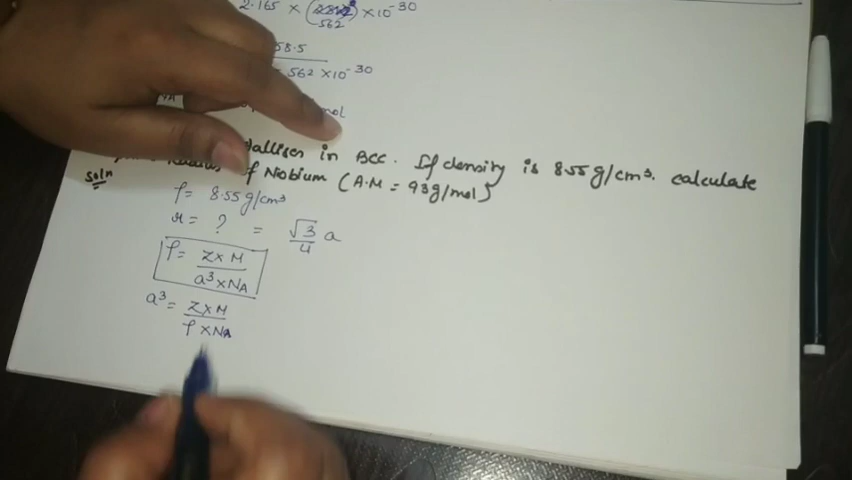 2.165 × ( 562 ) × 10⁻³⁰
58.5
562 × 10⁻³⁰
mol
in BCC. If density is 8.55 g/cm³. calculate
of Niobium (A.M = 93 g/mol)
Soln
ρ = 8.55 g/cm³
r = ? = √3/4 a
ρ = Z×M / a³×NA
a³ = Z×M / ρ×NA